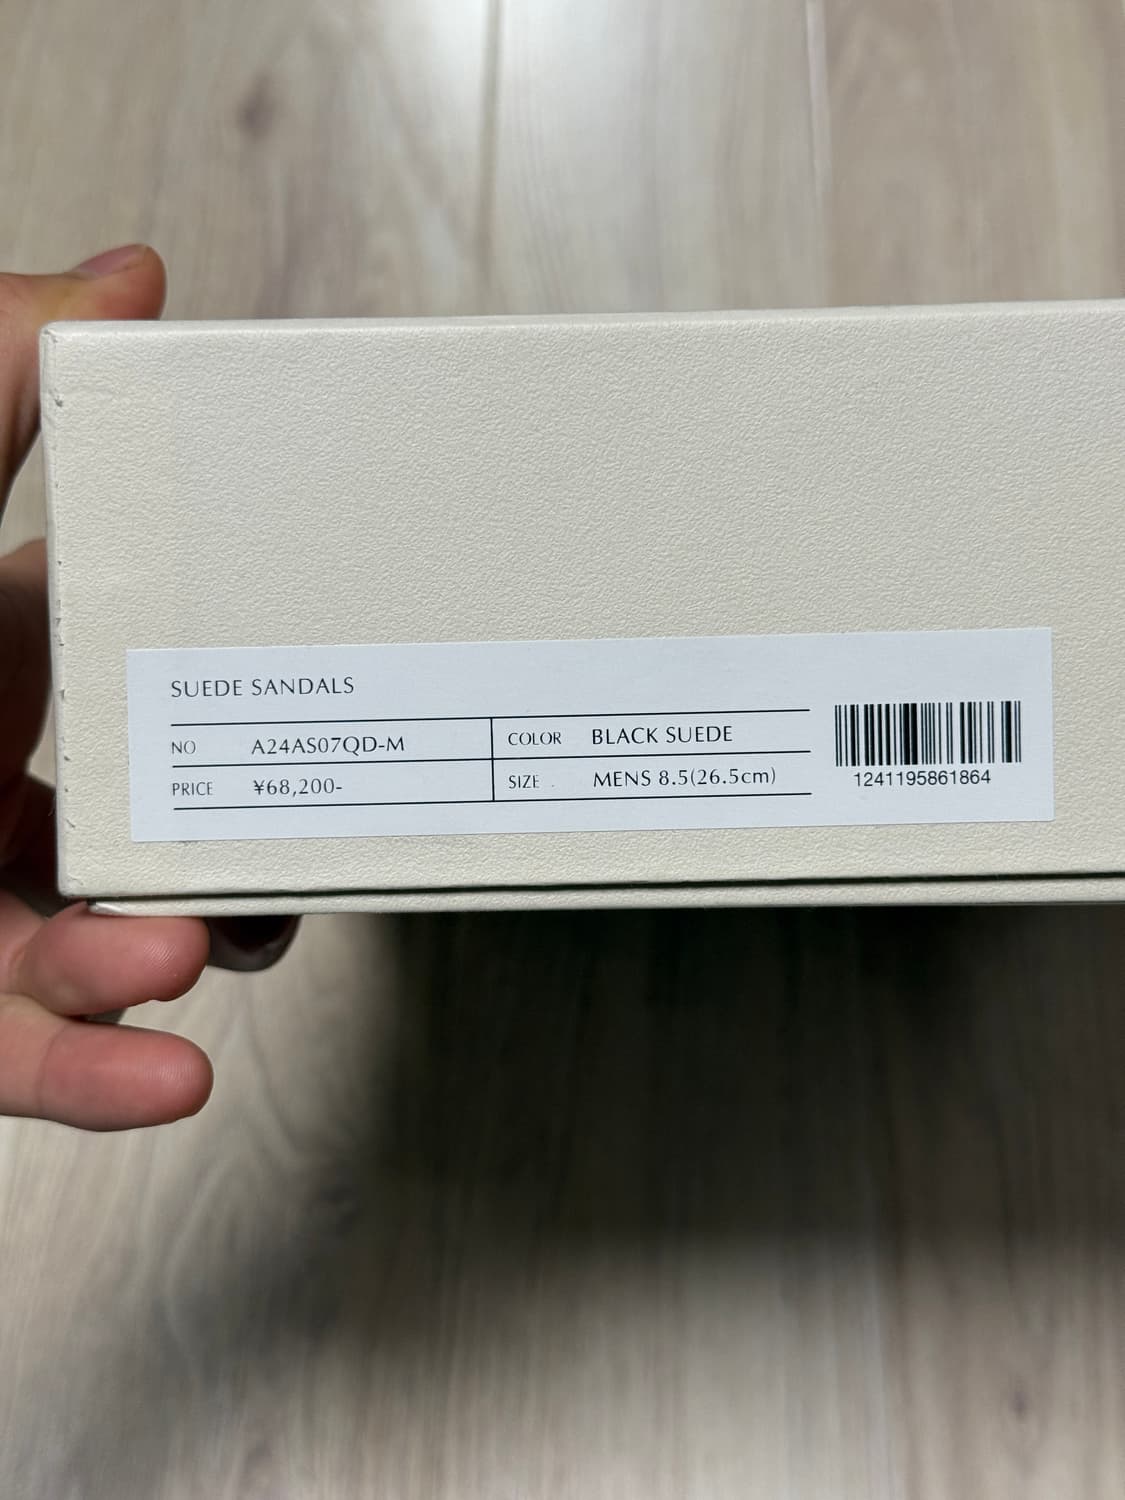 SUEDE SANDALS
NO A24AS07QD-M COLOR BLACK SUEDE
PRICE ¥68,200- SIZE MENS 8.5(26.5cm)
1241195861864